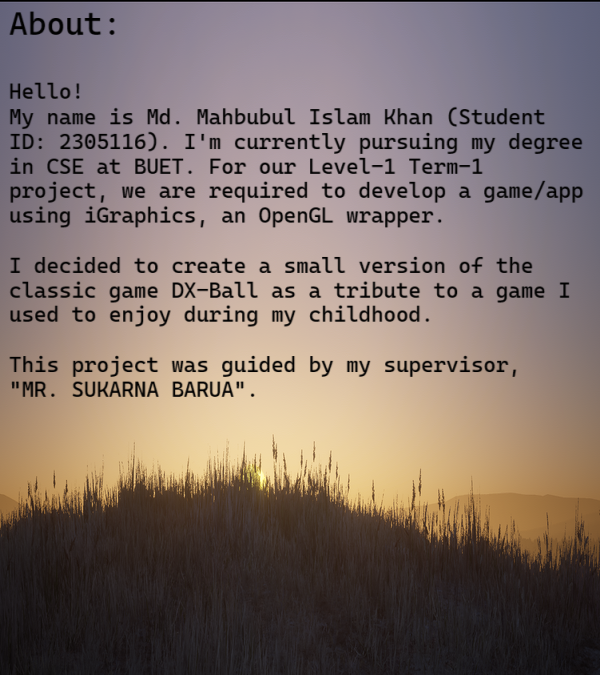 About:
Hello!
My name is Md. Mahbubul Islam Khan (Student
ID: 2305116). I'm currently pursuing my degree
in CSE at BUET. For our Level-1 Term-1
project, we are required to develop a game/app
using iGraphics, an OpenGL wrapper.
I decided to create a small version of the
classic game DX-Ball as a tribute to a game I
used to enjoy during my childhood.
This project was guided by my supervisor,
"MR. SUKARNA BARUA".